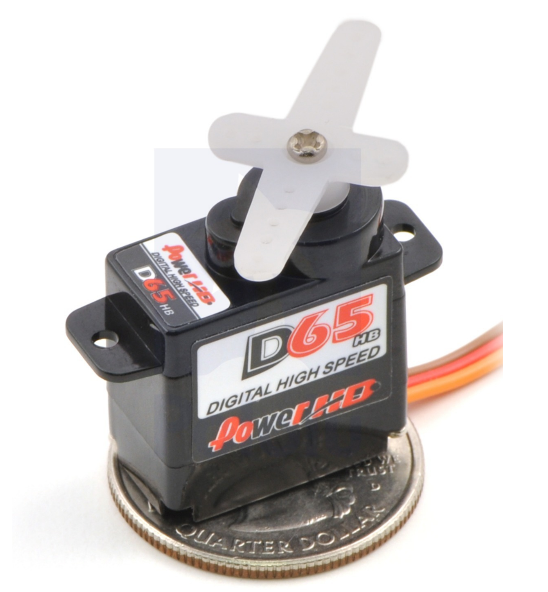 PowerHD
DIGITAL HIGH SPEED
D65 HB
D65 HB
DIGITAL HIGH SPEED
PowerHD
TRUST
D
QUARTER DOLLAR